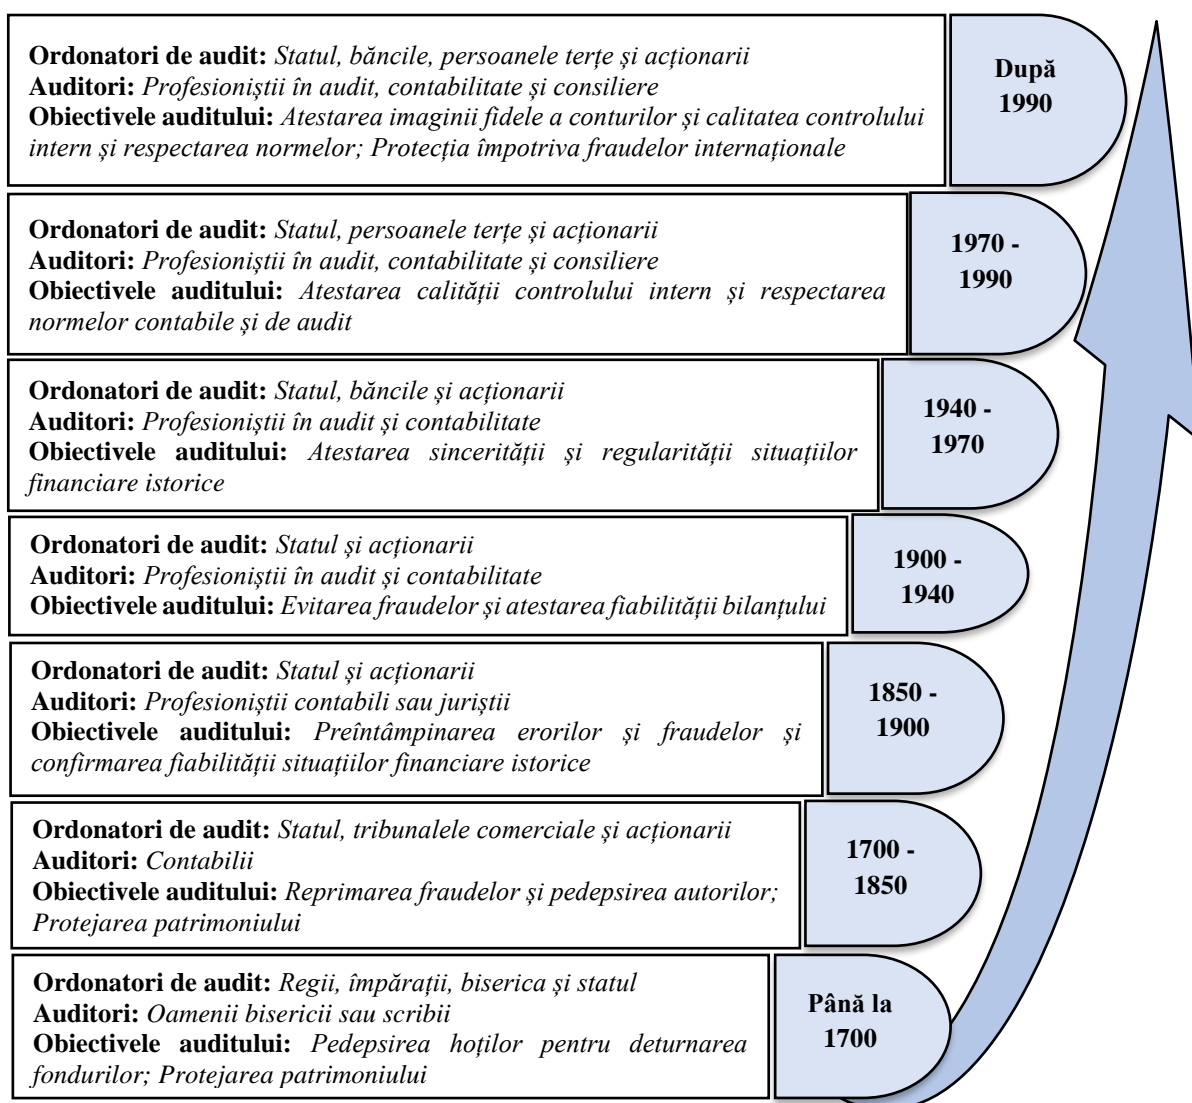 Ordonatori de audit: Statul, băncile, persoanele terțe și acționarii
Auditori: Profesioniștii în audit, contabilitate și consiliere
Obiectivele auditului: Atestarea imaginii fidele a conturilor și calitatea controlului
intern și respectarea normelor; Protecția împotriva fraudelor internaționale
După
1990
Ordonatori de audit: Statul, persoanele terțe și acționarii
Auditori: Profesioniștii în audit, contabilitate și consiliere
Obiectivele auditului: Atestarea calității controlului intern și respectarea
normelor contabile și de audit
1970 -
1990
Ordonatori de audit: Statul, băncile și acționarii
Auditori: Profesioniștii în audit și contabilitate
Obiectivele auditului: Atestarea sincerității și regularității situațiilor
financiare istorice
1940 -
1970
Ordonatori de audit: Statul și acționarii
Auditori: Profesioniștii în audit și contabilitate
Obiectivele auditului: Evitarea fraudelor și atestarea fiabilității bilanțului
1900 -
1940
Ordonatori de audit: Statul și acționarii
Auditori: Profesioniștii contabili sau juriștii
Obiectivele auditului: Preîntâmpinarea erorilor și fraudelor și
confirmarea fiabilității situațiilor financiare istorice
1850 -
1900
Ordonatori de audit: Statul, tribunalele comerciale și acționarii
Auditori: Contabilii
Obiectivele auditului: Reprimarea fraudelor și pedepsirea autorilor;
Protejarea patrimoniului
1700 -
1850
Ordonatori de audit: Regii, împărații, biserica și statul
Auditori: Oamenii bisericii sau scribii
Obiectivele auditului: Pedepsirea hoților pentru deturnarea
fondurilor; Protejarea patrimoniului
Până la
1700